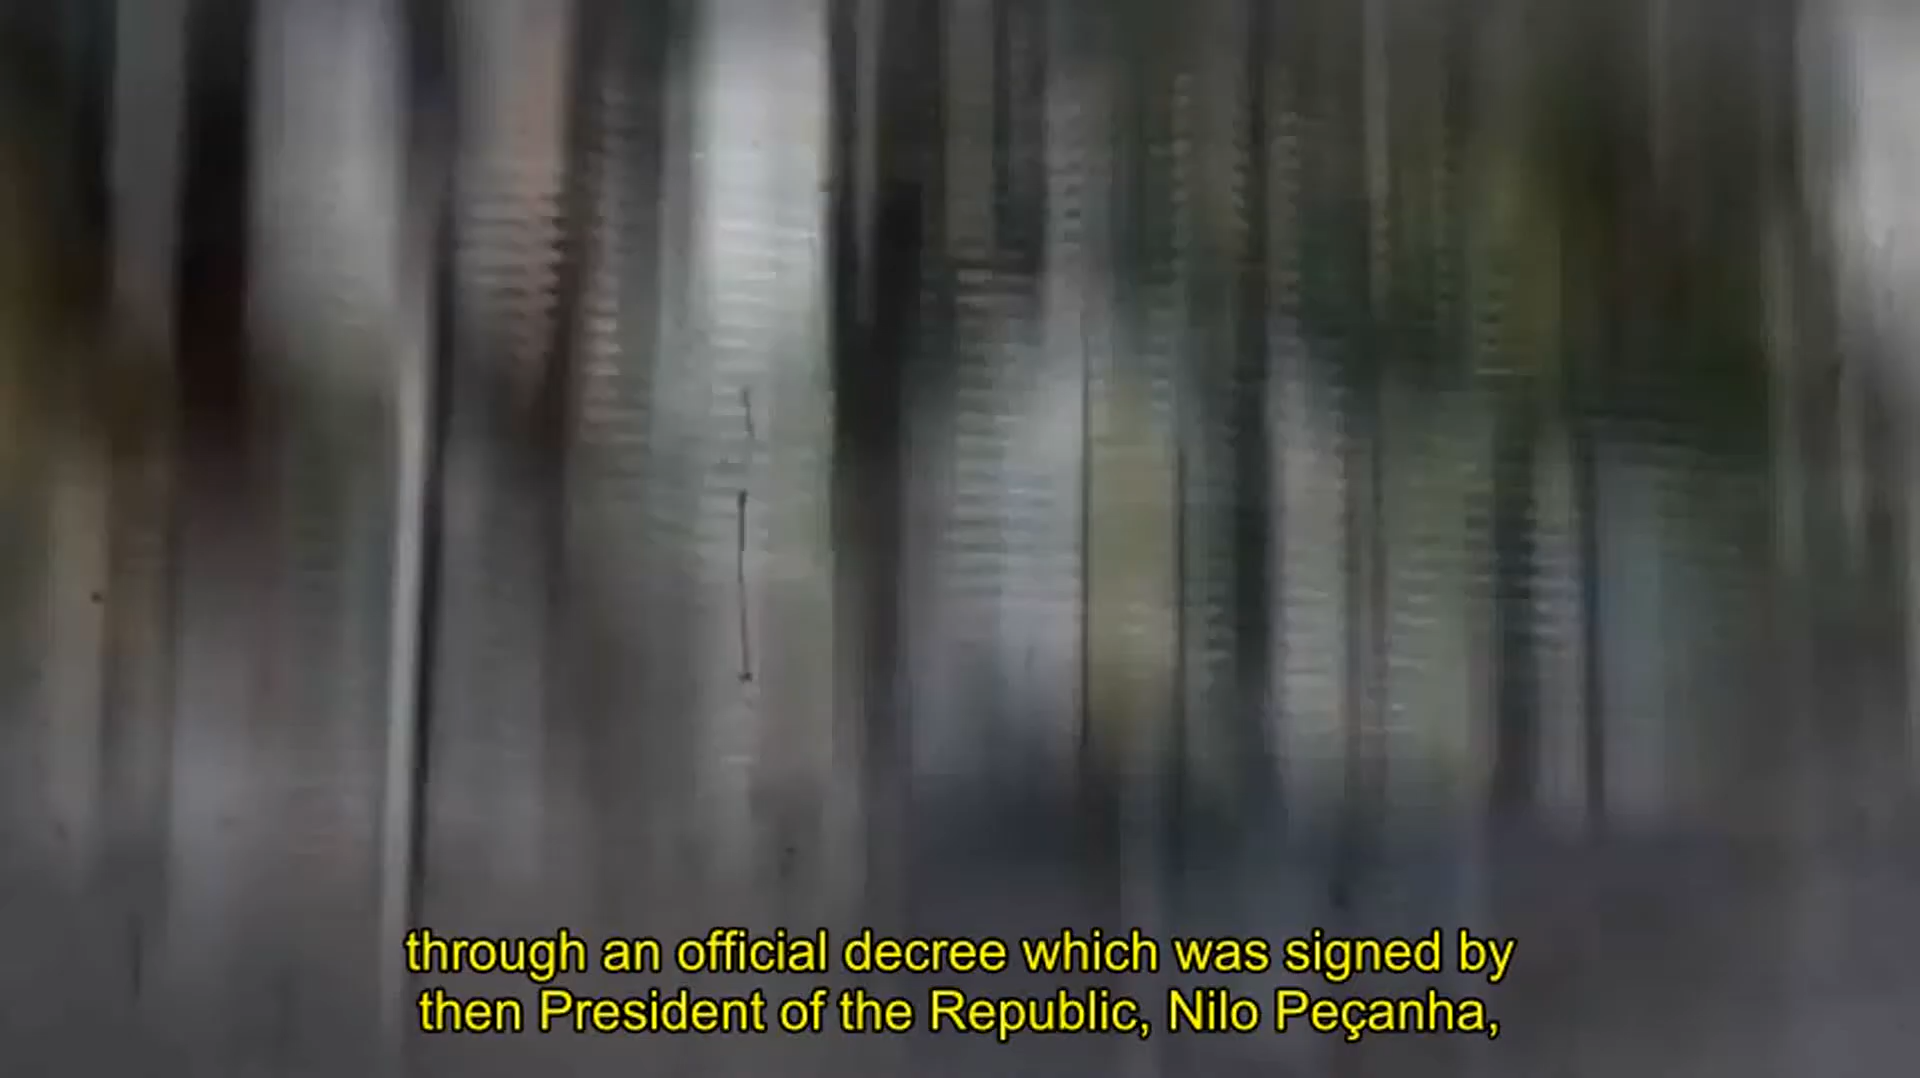 through an official decree which was signed by
then President of the Republic, Nilo Peçanha,